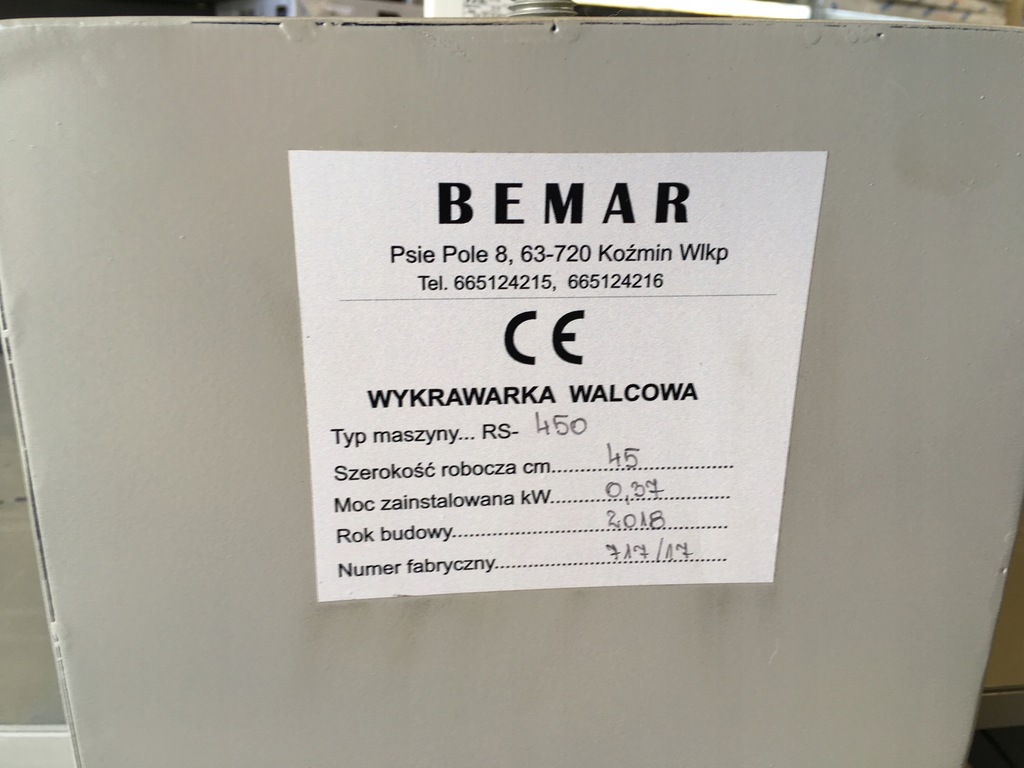 BEMAR
Psie Pole 8, 63-720 Koźmin Wlkp
Tel. 665124215, 665124216
CE
WYKRAWARKA WALCOWA
Typ maszyny... RS- 450
Szerokość robocza cm........45........
Moc zainstalowana kW........0,37........
Rok budowy........2018........
Numer fabryczny........717/17........